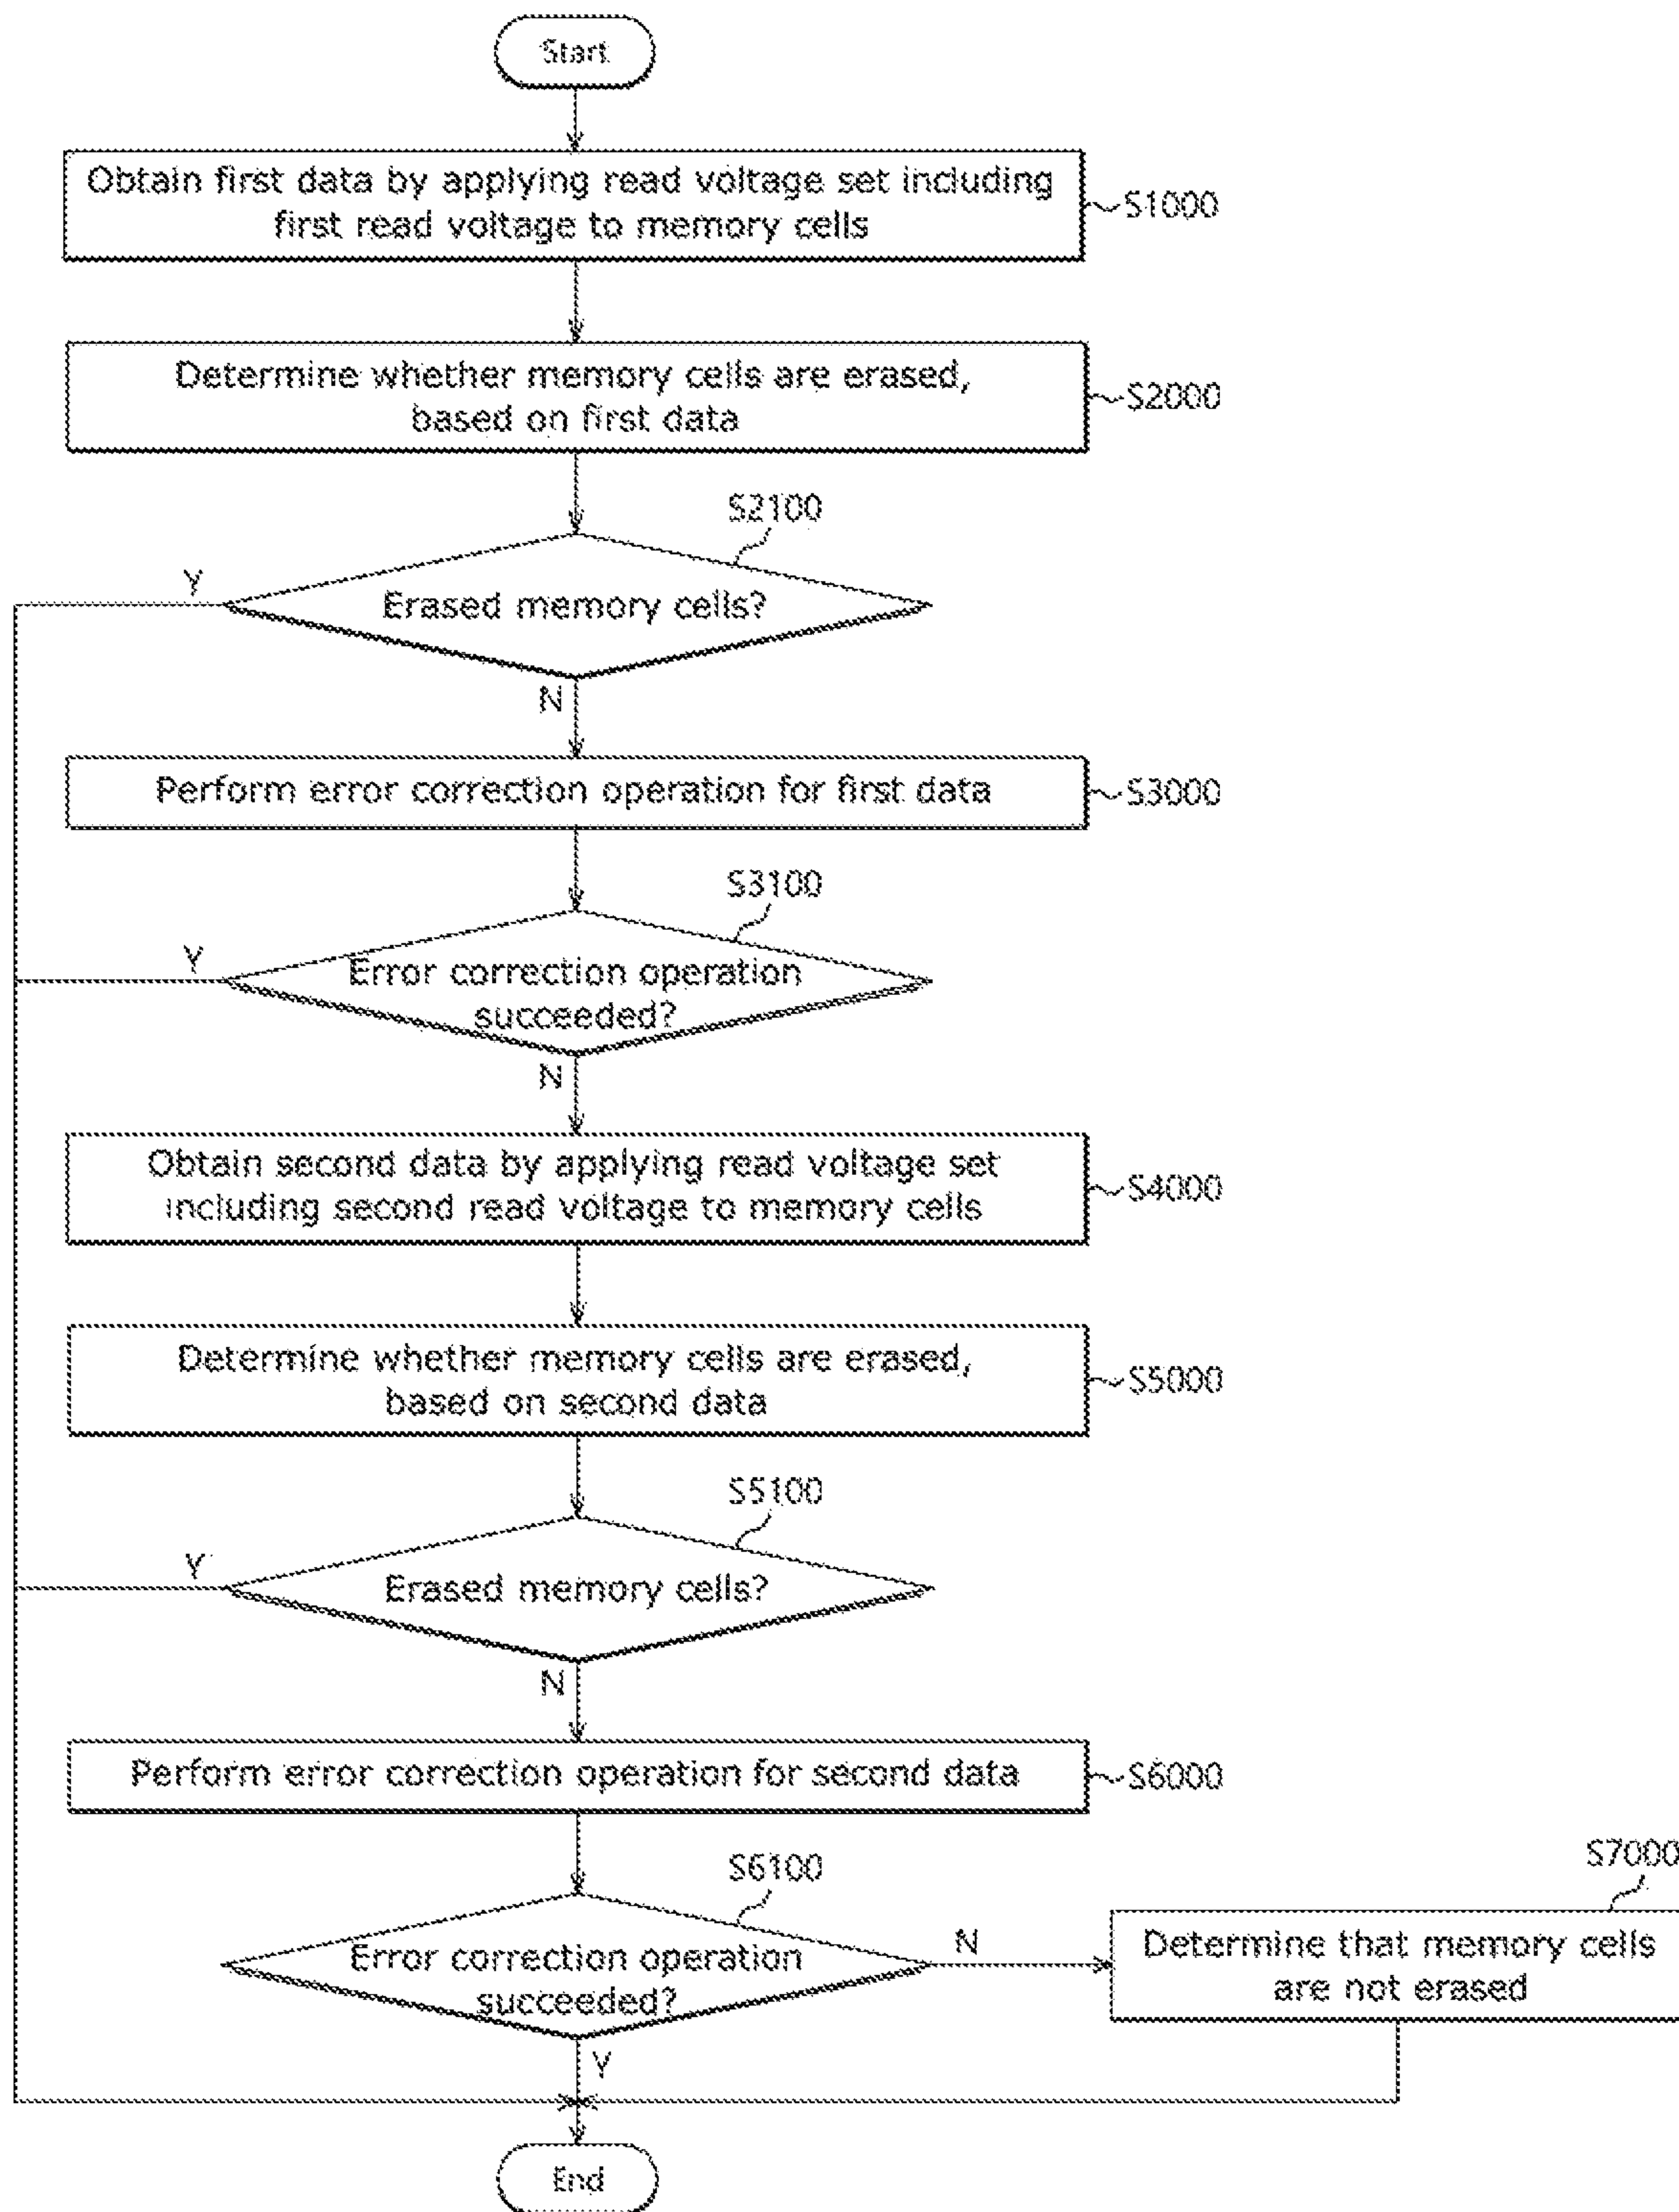 Start
Obtain first data by applying read voltage set including
first read voltage to memory cells
S1000
Determine whether memory cells are erased,
based on first data
S2000
S2100
Y
Erased memory cells?
N
Perform error correction operation for first data
S3000
S3100
Y
Error correction operation
succeeded?
N
Obtain second data by applying read voltage set
including second read voltage to memory cells
S4000
Determine whether memory cells are erased,
based on second data
S5000
S5100
Y
Erased memory cells?
N
Perform error correction operation for second data
S6000
S6100
S7000
Error correction operation
succeeded?
N
Determine that memory cells
are not erased
Y
End